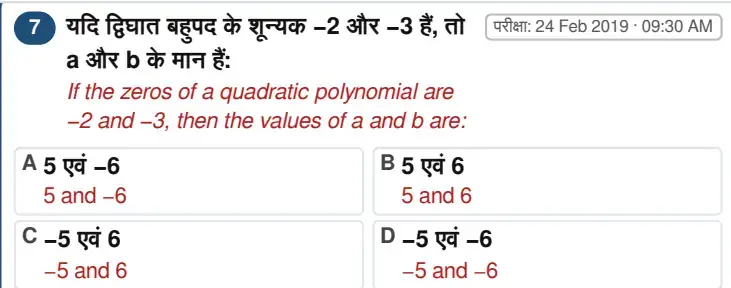 7 यदि द्विघात बहुपद के शून्यक −2 और −3 हैं, तो
परीक्षा: 24 Feb 2019 · 09:30 AM
a और b के मान हैं:
If the zeros of a quadratic polynomial are
−2 and −3, then the values of a and b are:
A 5 एवं −6
5 and −6
B 5 एवं 6
5 and 6
C −5 एवं 6
−5 and 6
D −5 एवं −6
−5 and −6